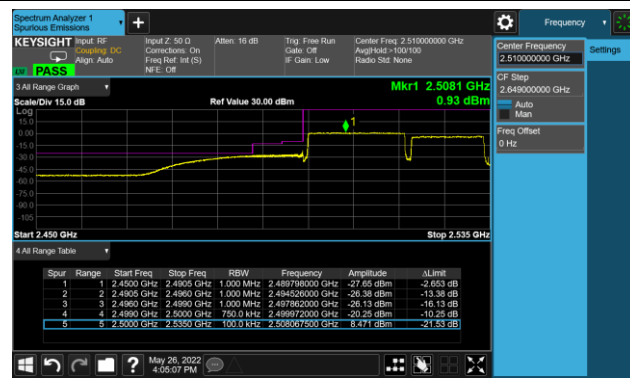 Spectrum Analyzer 1
Spurious Emissions
Frequency
KEYSIGHT
Input: RF
Coupling: DC
Align: Auto
Input Z: 50 Ω
Corrections: On
Freq Ref: Int (S)
NFE: Off
Atten: 16 dB
Trig: Free Run
Gate: Off
IF Gain: Low
Center Freq: 2.510000000 GHz
Avg|Hold:>100/100
Radio Std: None
PASS
Center Frequency
2.510000000 GHz
Settings
CF Step
2.649000000 GHz
Auto
Man
Freq Offset
0 Hz
3 All Range Graph
Mkr1 2.5081 GHz
Scale/Div 15.0 dB
Ref Value 30.00 dBm
0.93 dBm
Log
15.0
0.00
-15.0
-30.0
-45.0
-60.0
-75.0
-90.0
-105
1
Start 2.450 GHz
Stop 2.535 GHz
4 All Range Table
Spur Range Start Freq Stop Freq RBW Frequency Amplitude ΔLimit
1 1 2.4500 GHz 2.4905 GHz 1.000 MHz 2.489798000 GHz -27.65 dBm -2.653 dB
2 2 2.4905 GHz 2.4960 GHz 1.000 MHz 2.494526000 GHz -26.38 dBm -13.38 dB
3 3 2.4960 GHz 2.4990 GHz 1.000 MHz 2.497862000 GHz -26.13 dBm -16.13 dB
4 4 2.4990 GHz 2.5000 GHz 750.0 kHz 2.499972000 GHz -20.25 dBm -10.25 dB
5 5 2.5000 GHz 2.5350 GHz 100.0 kHz 2.508067500 GHz 8.471 dBm -21.53 dB
?
May 26, 2022
4:05:07 PM